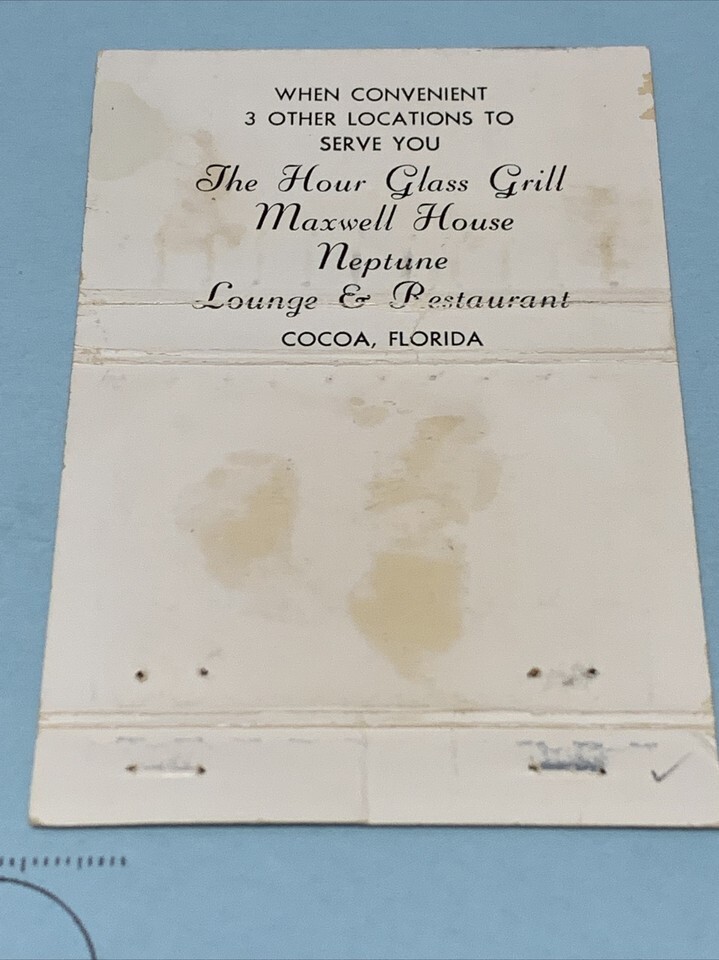 WHEN CONVENIENT
3 OTHER LOCATIONS TO
SERVE YOU
The Hour Glass Grill
Maxwell House
Neptune
Lounge & Restaurant
COCOA, FLORIDA